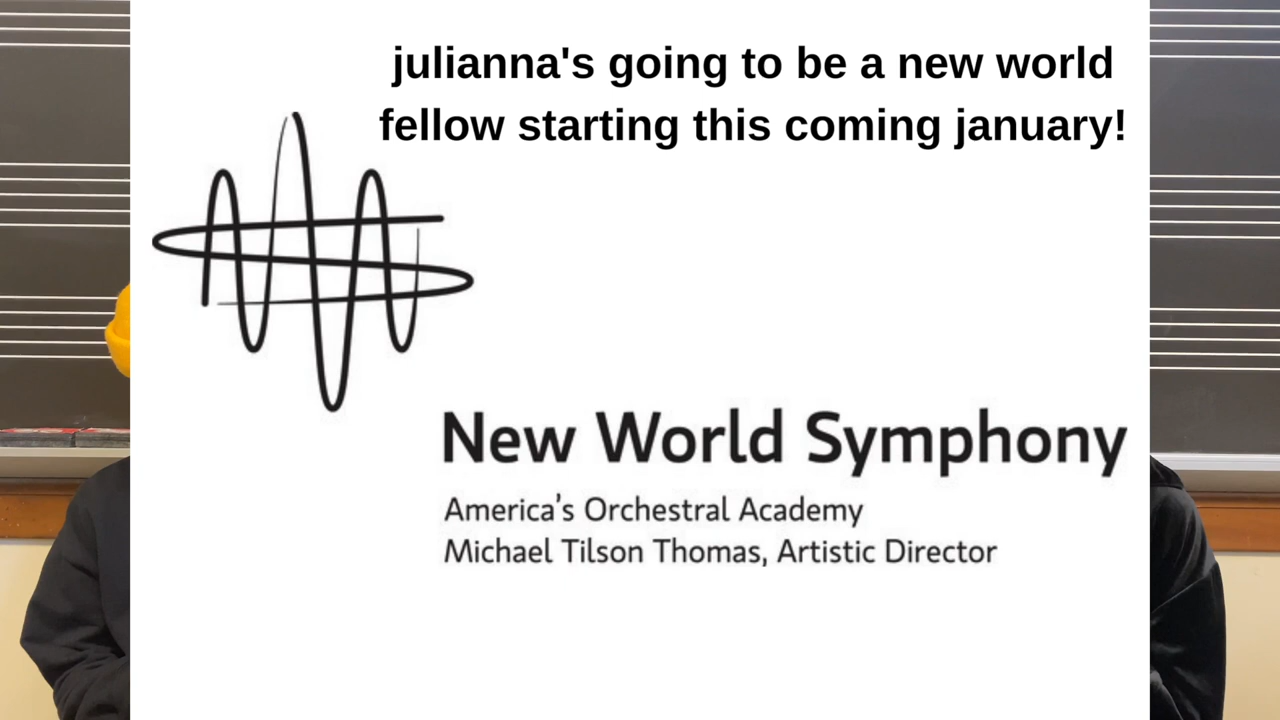 julianna's going to be a new world
fellow starting this coming january!
New World Symphony
America's Orchestral Academy
Michael Tilson Thomas, Artistic Director